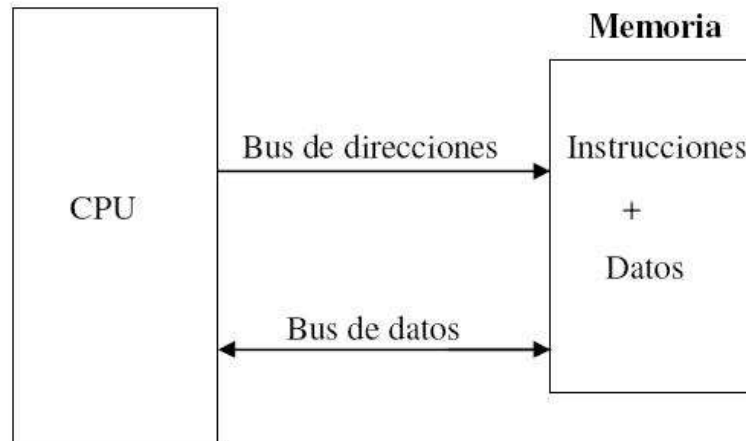 Memoria
Bus de direcciones
Instrucciones
CPU
+
Datos
Bus de datos